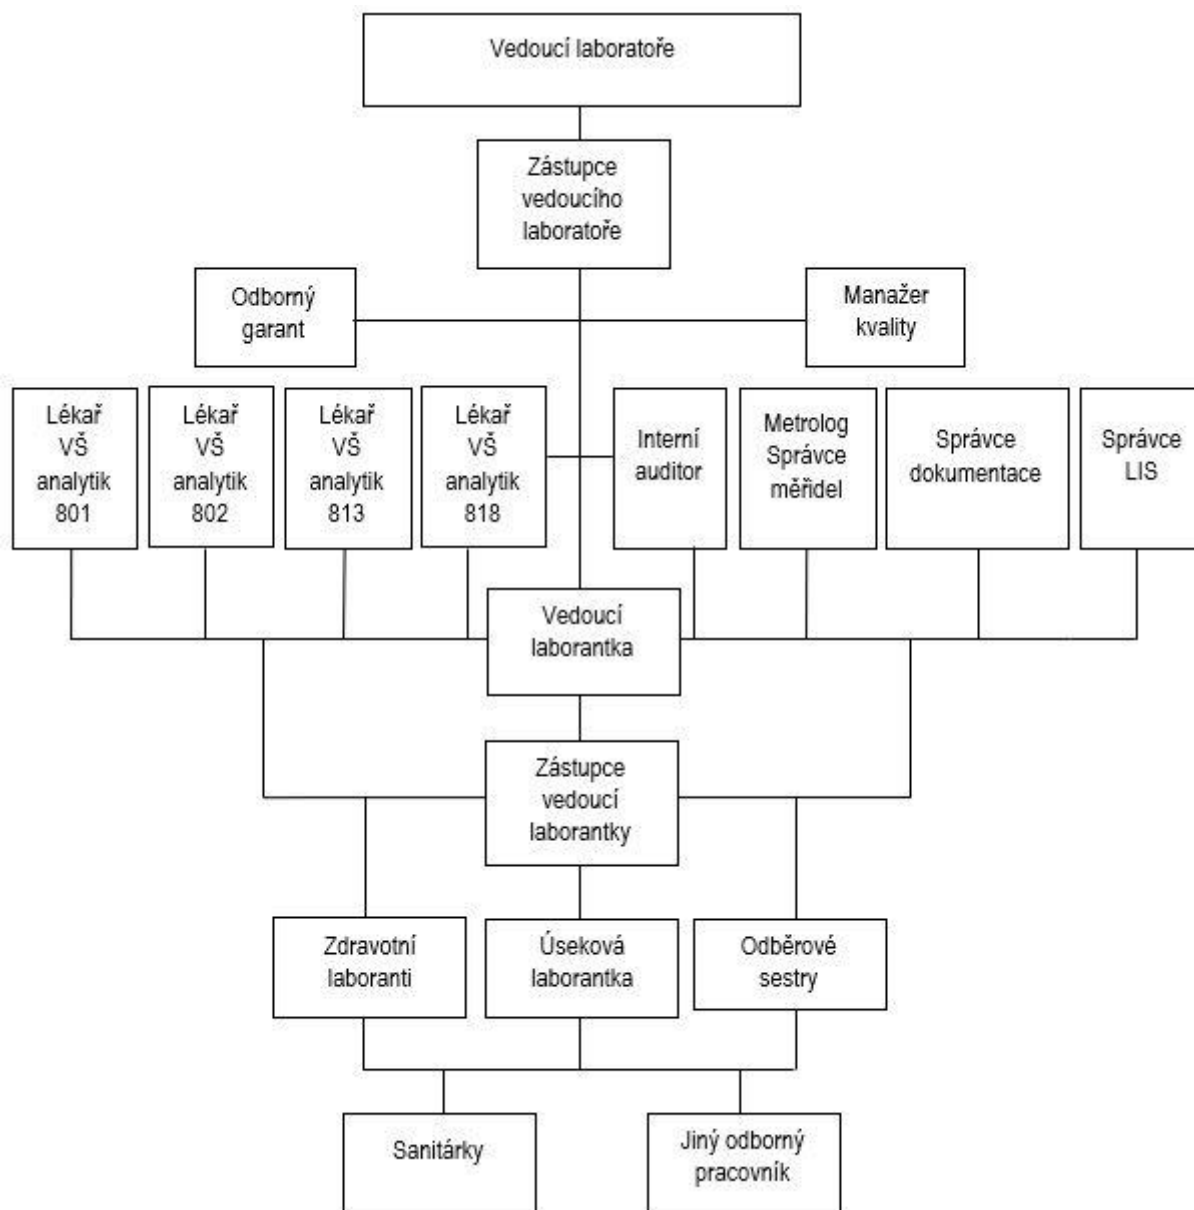 Vedoucí laboratoře
Zástupce
vedoucího
laboratoře
Odborný
garant
Manažer
kvality
Lékař
VŠ
analytik
801
Lékař
VŠ
analytik
802
Lékař
VŠ
analytik
813
Lékař
VŠ
analytik
818
Interní
auditor
Metrolog
Správce
měřidel
Správce
dokumentace
Správce
LIS
Vedoucí
laborantka
Zástupce
vedoucí
laborantky
Zdravotní
laboranti
Úseková
laborantka
Odběrové
sestry
Sanitárky
Jiný odborný
pracovník